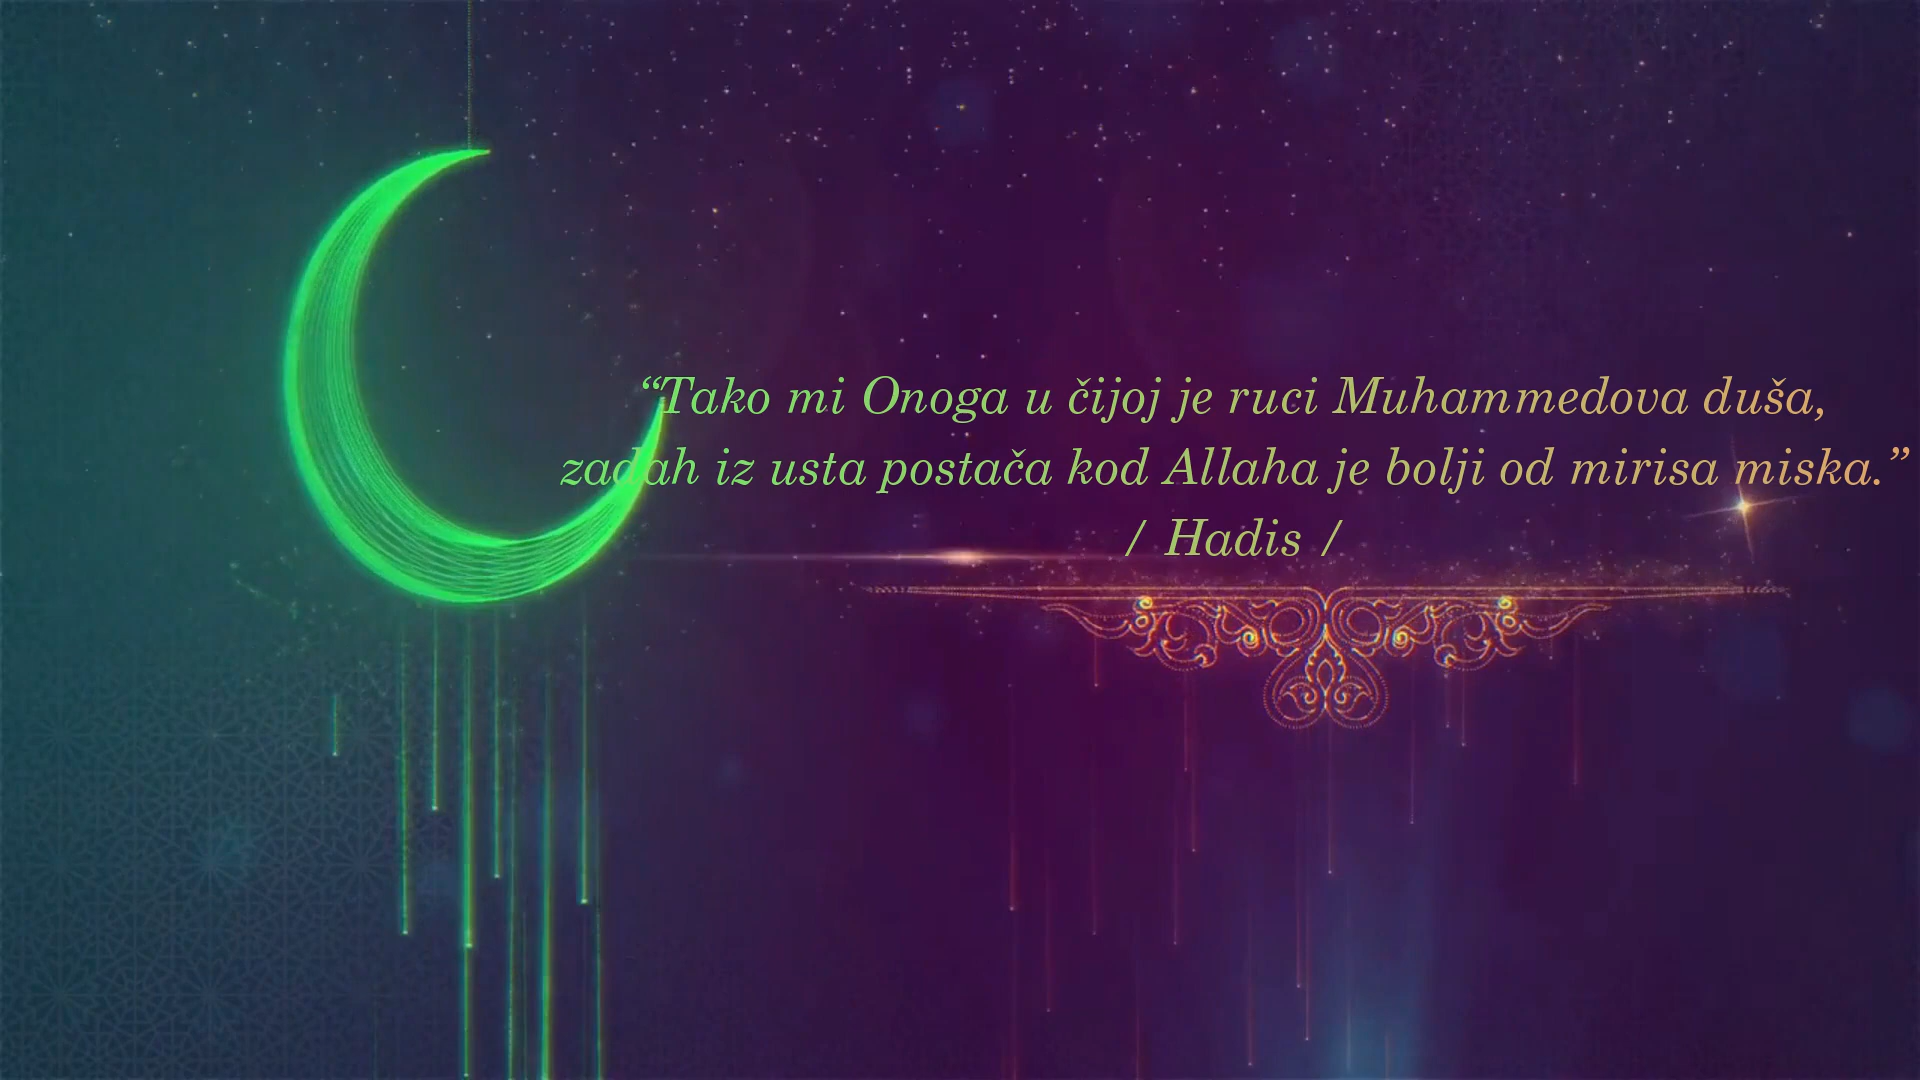 “Tako mi Onoga u čijoj je ruci Muhammedova duša,
zadah iz usta postača kod Allaha je bolji od mirisa miska.”
/ Hadis /